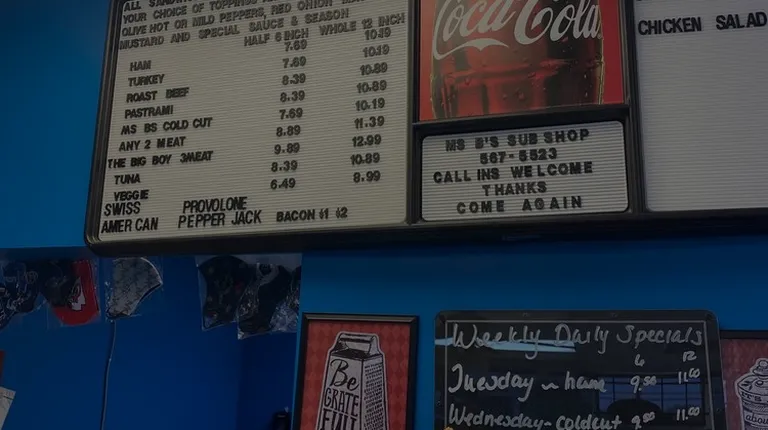 ALL SANDW
YOUR CHOICE OF TOPPINGS
OLIVE HOT OR MILD PEPPERS, RED ONION
MUSTARD AND SPECIAL SAUCE & SEASON
HALF 6 INCH WHOLE 12 INCH
HAM 7.69 10.19
TURKEY 7.69 10.19
ROAST BEEF 8.39 10.89
PASTRAMI 8.39 10.89
MS BS COLD CUT 7.69 10.19
ANY 2 MEAT 8.89 11.39
THE BIG BOY 3MEAT 9.89 12.99
TUNA 8.39 10.89
VEGGIE 6.49 8.99
SWISS PROVOLONE
AMER CAN PEPPER JACK BACON $1 $2
Coca-Cola
MS B'S SUB SHOP
567-5523
CALL INS WELCOME
THANKS
COME AGAIN
CHICKEN SALAD
Be
GRATE
FULL
Weekly Daily Specials
6 12
Tuesday - ham 9.50 11.00
Wednesday - coldcut 9.50 11.00
IT'S
about